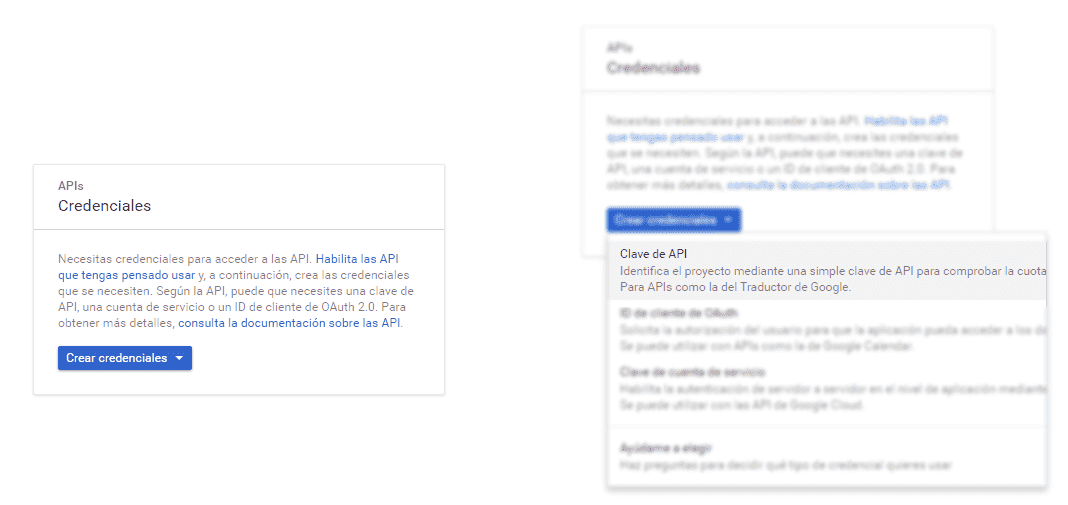 APIs
Credenciales
Necesitas credenciales para acceder a las API. Habilita las API
que tengas pensado usar y, a continuación, crea las credenciales
que se necesiten. Según la API, puede que necesites una clave de
API, una cuenta de servicio o un ID de cliente de OAuth 2.0. Para
obtener más detalles, consulta la documentación sobre las API.
Crear credenciales
APIs
Credenciales
Necesitas credenciales para acceder a las API. Habilita las API
que tengas pensado usar y, a continuación, crea las credenciales
que se necesiten. Según la API, puede que necesites una clave de
API, una cuenta de servicio o un ID de cliente de OAuth 2.0. Para
obtener más detalles, consulta la documentación sobre las API.
Crear credenciales
Clave de API
Identifica el proyecto mediante una simple clave de API para comprobar la cuota
Para APIs como la del Traductor de Google.
ID de cliente de OAuth
Solicita la autorización del usuario para que la aplicación pueda acceder a los de
Se puede utilizar con APIs como la de Google Calendar.
Clave de cuenta de servicio
Habilita la autenticación de servidor a servidor en el nivel de aplicación mediante
Se puede utilizar con las API de Google Cloud.
Ayúdame a elegir
Haz preguntas para decidir qué tipo de credencial quieres usar